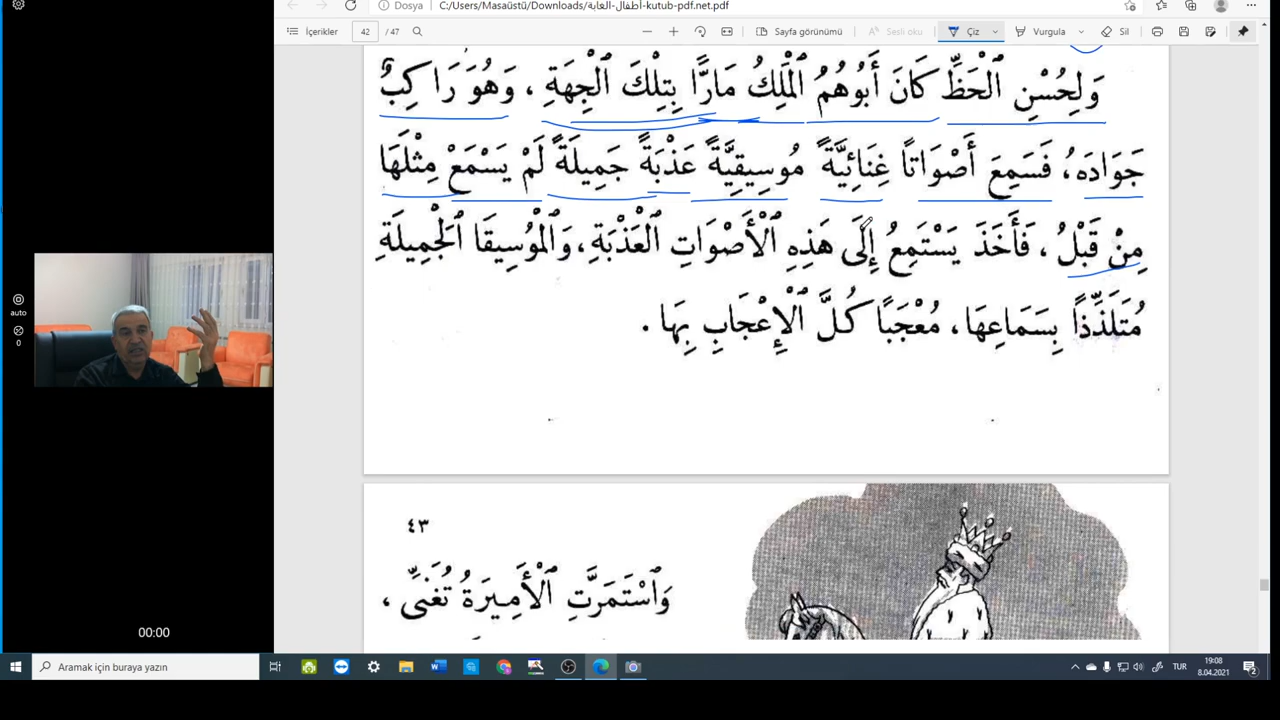 Dosya
C:/Users/Masaüstü/Downloads/أطفال-الغابة-kutub-pdf.net.pdf
İçerikler
42 / 47
Sayfa görünümü
Sesli oku
Çiz
Vurgula
Sil
وَلِحُسْنِ ٱلْحَظِّ كَانَ أَبُوهُمُ ٱلْمَلِكُ مَارًّا بِتِلْكَ ٱلْجِهَةِ ، وَهُوَ رَاكِبٌ
جَوَادَهُ، فَسَمِعَ أَصْوَاتًا غِنَائِيَّةً مُوسِيقِيَّةً عَذْبَةً جَمِيلَةً لَمْ يَسْمَعْ مِثْلَهَا
مِنْ قَبْلُ ، فَأَخَذَ يَسْتَمِعُ إِلَى هَذِهِ ٱلْأَصْوَاتِ ٱلْعَذْبَةِ، وَٱلْمُوسِيقَا ٱلْجَمِيلَةِ
مُتَلَذِّذًا بِسَمَاعِهَا، مُعْجَبًا كُلَّ ٱلْإِعْجَابِ بِهَا .
٤٣
وَٱسْتَمَرَّتِ ٱلْأَمِيرَةُ تُغَنِّى ،
auto
0
00:00
Aramak için buraya yazın
TUR
19:08
8.04.2021
2